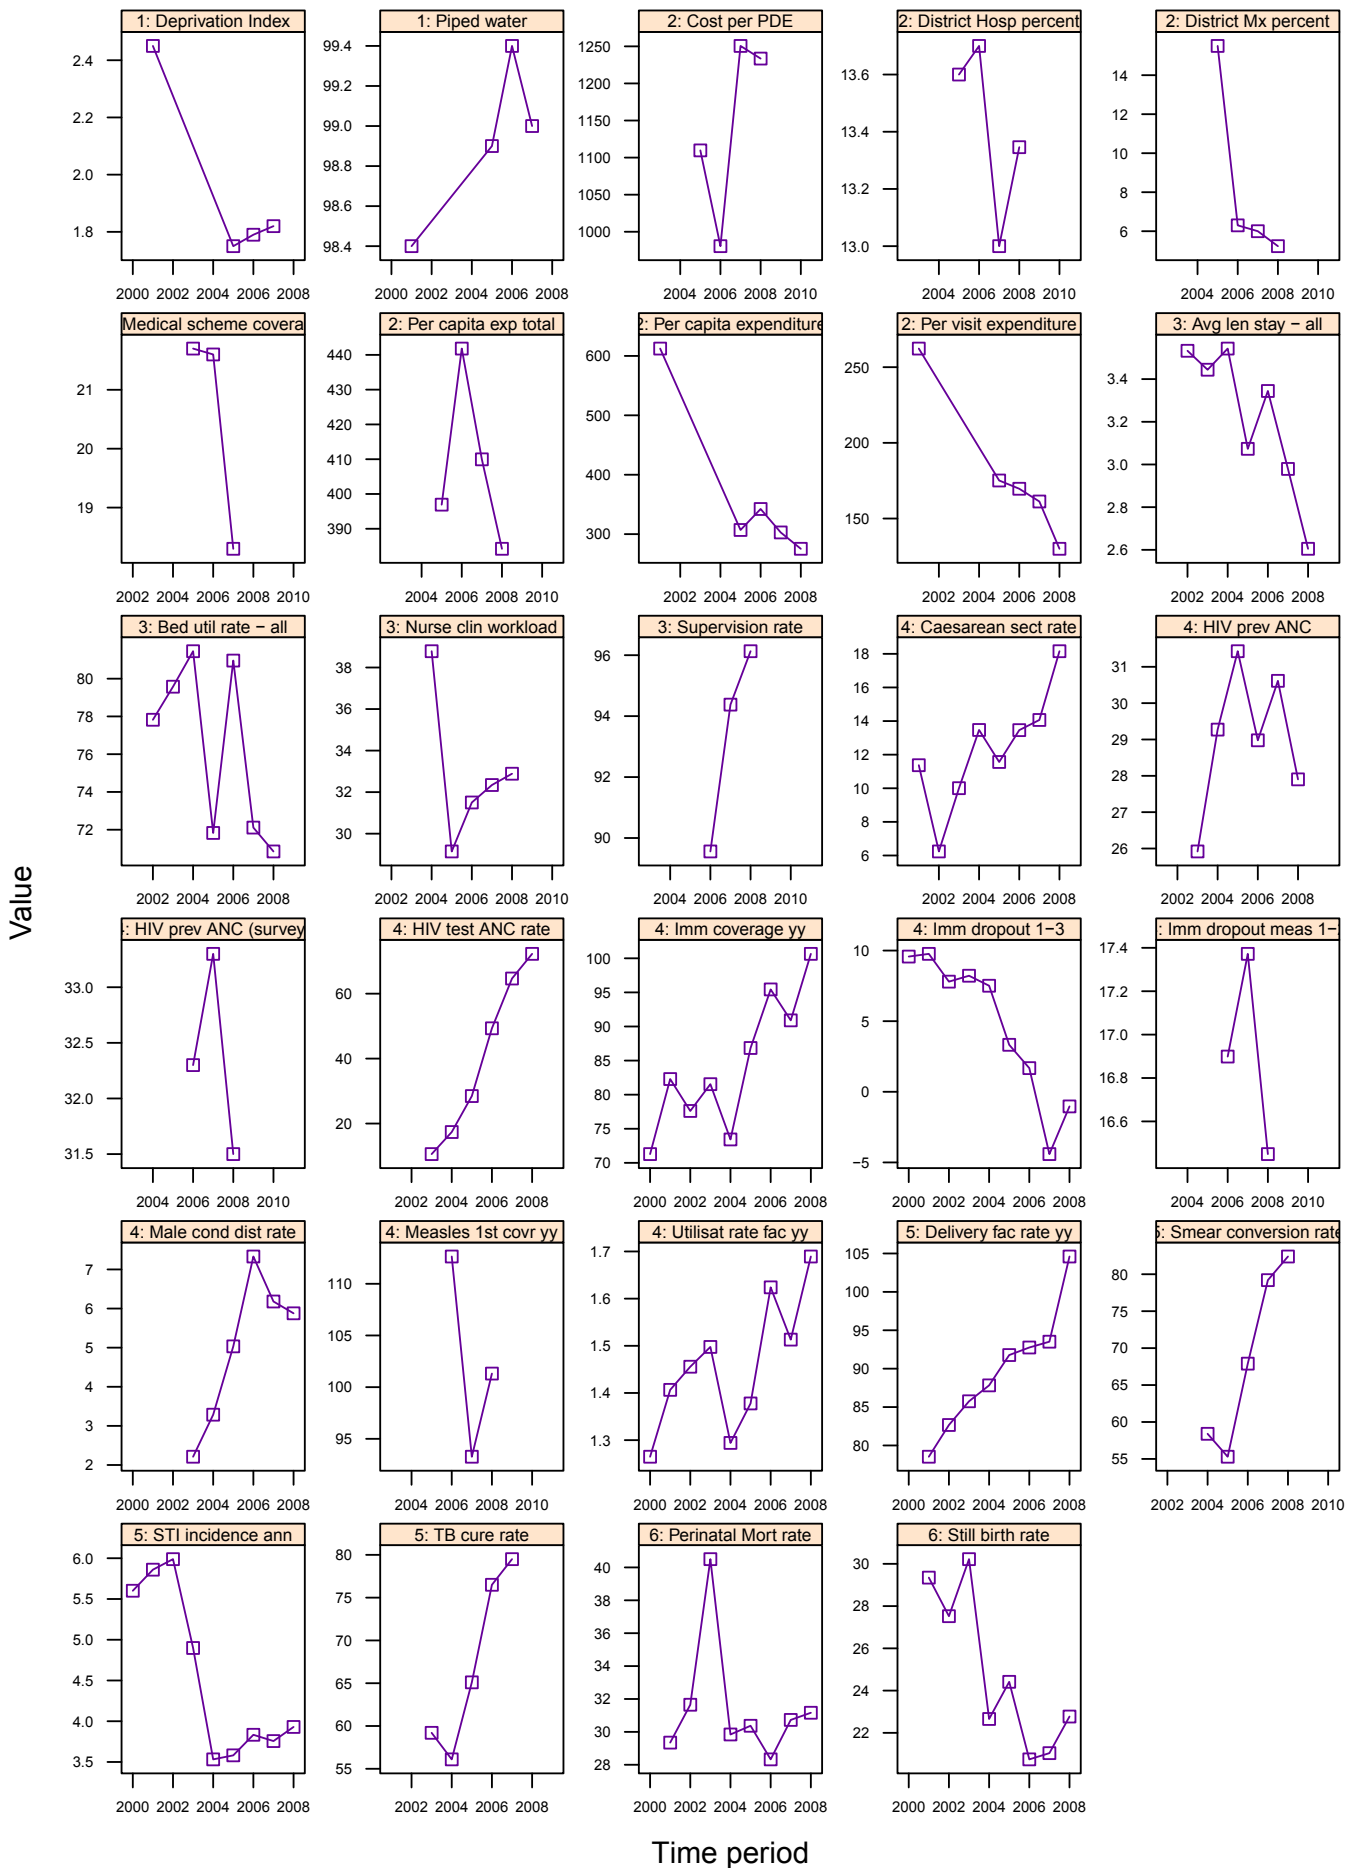 1: Deprivation Index
1: Piped water
2: Cost per PDE
2: District Hosp percent
2: District Mx percent
2.4
2.2
2.0
1.8
99.4
99.2
99.0
98.8
98.6
98.4
1250
1200
1150
1100
1050
1000
13.6
13.4
13.2
13.0
14
12
10
8
6
2000 2002 2004 2006 2008
2000 2002 2004 2006 2008
2004 2006 2008 2010
2004 2006 2008 2010
2004 2006 2008 2010
Medical scheme covera
2: Per capita exp total
2: Per capita expenditure
2: Per visit expenditure
3: Avg len stay − all
21
20
19
440
430
420
410
400
390
600
500
400
300
250
200
150
3.4
3.2
3.0
2.8
2.6
2002 2004 2006 2008 2010
2004 2006 2008 2010
2002 2004 2006 2008
2002 2004 2006 2008
2002 2004 2006 2008
3: Bed util rate − all
3: Nurse clin workload
3: Supervision rate
4: Caesarean sect rate
4: HIV prev ANC
80
78
76
74
72
38
36
34
32
30
96
94
92
90
18
16
14
12
10
8
6
31
30
29
28
27
26
2002 2004 2006 2008
2002 2004 2006 2008 2010
2004 2006 2008 2010
2002 2004 2006 2008
2002 2004 2006 2008
Value
: HIV prev ANC (survey
4: HIV test ANC rate
4: Imm coverage yy
4: Imm dropout 1−3
: Imm dropout meas 1−
33.0
32.5
32.0
31.5
60
40
20
100
95
90
85
80
75
70
10
5
0
−5
17.4
17.2
17.0
16.8
16.6
2004 2006 2008 2010
2002 2004 2006 2008
2000 2002 2004 2006 2008
2000 2002 2004 2006 2008
2004 2006 2008 2010
4: Male cond dist rate
4: Measles 1st covr yy
4: Utilisat rate fac yy
5: Delivery fac rate yy
5: Smear conversion rate
7
6
5
4
3
2
110
105
100
95
1.7
1.6
1.5
1.4
1.3
105
100
95
90
85
80
80
75
70
65
60
55
2000 2002 2004 2006 2008
2004 2006 2008 2010
2000 2002 2004 2006 2008
2000 2002 2004 2006 2008
2002 2004 2006 2008 2010
5: STI incidence ann
5: TB cure rate
6: Perinatal Mort rate
6: Still birth rate
6.0
5.5
5.0
4.5
4.0
3.5
80
75
70
65
60
55
40
38
36
34
32
30
28
30
28
26
24
22
2000 2002 2004 2006 2008
2002 2004 2006 2008
2000 2002 2004 2006 2008
2000 2002 2004 2006 2008
Time period